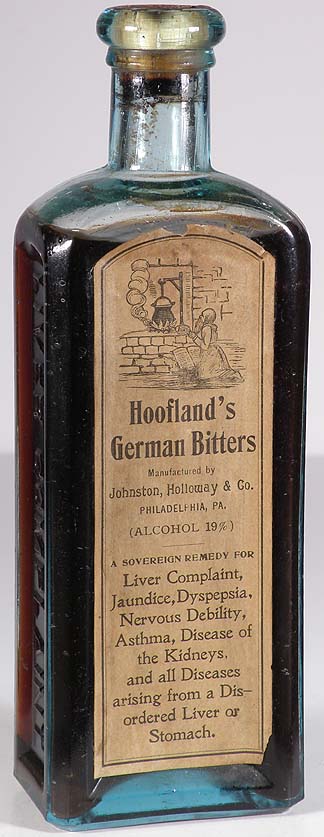 Hoofland's
German Bitters
Manufactured by
Johnston, Holloway & Co.
PHILADELPHIA, PA.
(ALCOHOL 19%)
A SOVEREIGN REMEDY FOR
Liver Complaint,
Jaundice, Dyspepsia,
Nervous Debility,
Asthma, Disease of
the Kidneys,
and all Diseases
arising from a Dis-
ordered Liver or
Stomach.